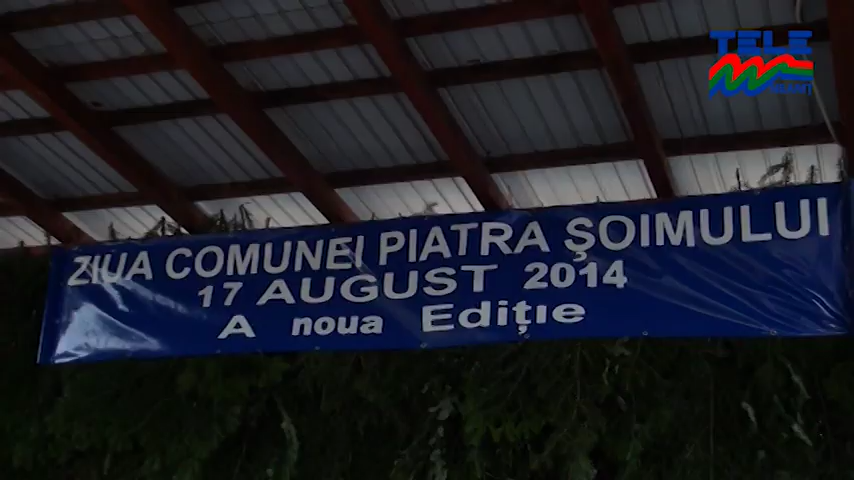 TELE
ZIUA COMUNEI PIATRA ŞOIMULUI
17 AUGUST 2014
A noua Ediţie